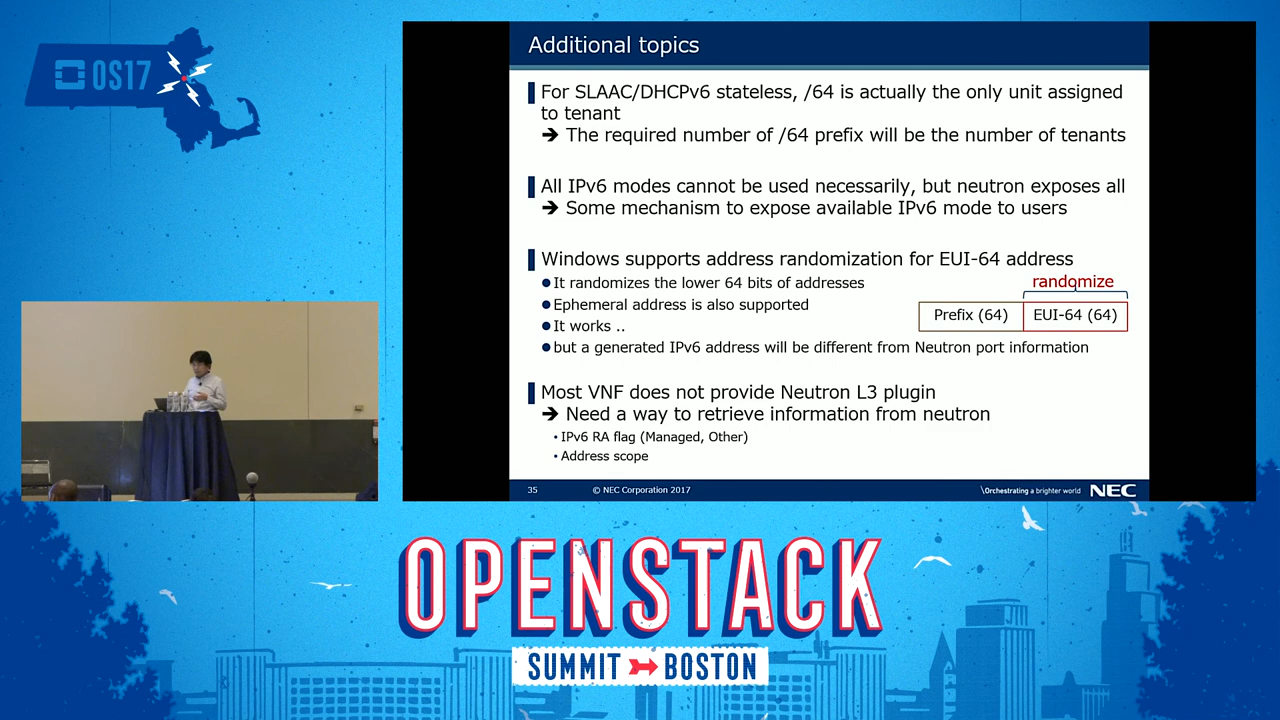 OS17
Additional topics
For SLAAC/DHCPv6 stateless, /64 is actually the only unit assigned
to tenant
➔ The required number of /64 prefix will be the number of tenants
All IPv6 modes cannot be used necessarily, but neutron exposes all
➔ Some mechanism to expose available IPv6 mode to users
Windows supports address randomization for EUI-64 address
●It randomizes the lower 64 bits of addresses
●Ephemeral address is also supported
●It works ..
●but a generated IPv6 address will be different from Neutron port information
randomize
Prefix (64) EUI-64 (64)
Most VNF does not provide Neutron L3 plugin
➔ Need a way to retrieve information from neutron
•IPv6 RA flag (Managed, Other)
•Address scope
35 © NEC Corporation 2017 \Orchestrating a brighter world NEC
OPENSTACK
SUMMIT BOSTON